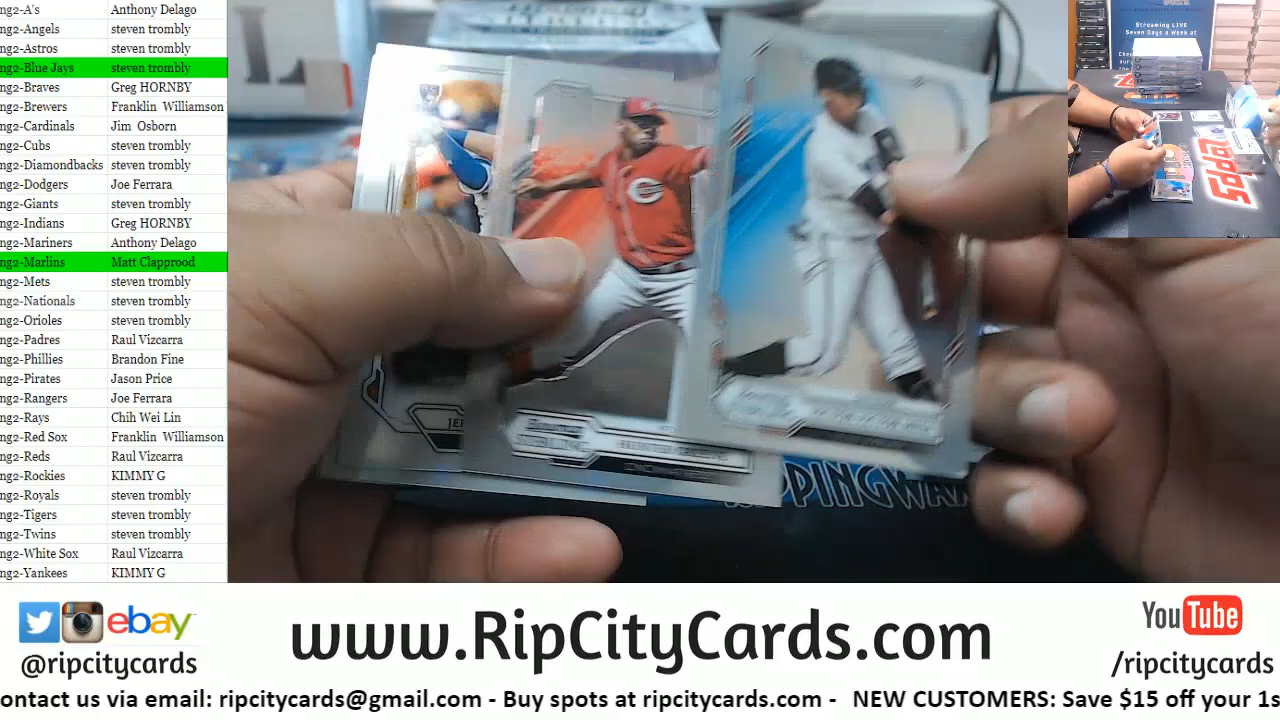 ng2-A's Anthony Delago
ng2-Angels steven trombly
ng2-Astros steven trombly
ng2-Blue Jays steven trombly
ng2-Braves Greg HORNBY
ng2-Brewers Franklin Williamson
ng2-Cardinals Jim Osborn
ng2-Cubs steven trombly
ng2-Diamondbacks steven trombly
ng2-Dodgers Joe Ferrara
ng2-Giants steven trombly
ng2-Indians Greg HORNBY
ng2-Mariners Anthony Delago
ng2-Marlins Matt Clapprood
ng2-Mets steven trombly
ng2-Nationals steven trombly
ng2-Orioles steven trombly
ng2-Padres Raul Vizcarra
ng2-Phillies Brandon Fine
ng2-Pirates Jason Price
ng2-Rangers Joe Ferrara
ng2-Rays Chih Wei Lin
ng2-Red Sox Franklin Williamson
ng2-Reds Raul Vizcarra
ng2-Rockies KIMMY G
ng2-Royals steven trombly
ng2-Tigers steven trombly
ng2-Twins steven trombly
ng2-White Sox Raul Vizcarra
ng2-Yankees KIMMY G
Streaming LIVE
Seven Days a Week at
TOPPS
C
JEF
BOWMAN
STERLING
PPINGWAX
ebay
@ripcitycards
www.RipCityCards.com
YouTube
/ripcitycards
ontact us via email: ripcitycards@gmail.com - Buy spots at ripcitycards.com - NEW CUSTOMERS: Save $15 off your 1s